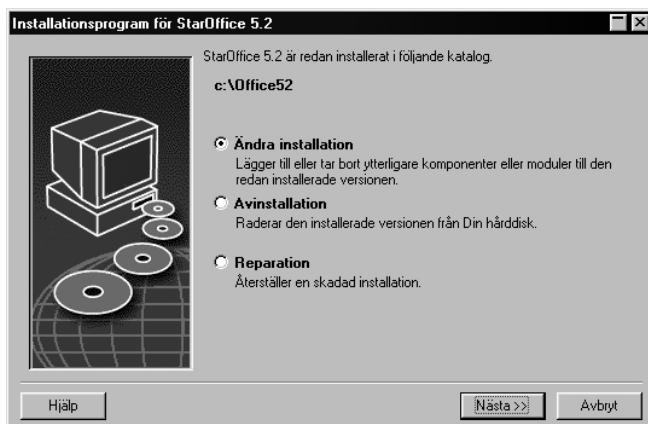 Installationsprogram för StarOffice 5.2
StarOffice 5.2 är redan installerat i följande katalog.
c:\Office52
Ändra installation
Lägger till eller tar bort ytterligare komponenter eller moduler till den
redan installerade versionen.
Avinstallation
Raderar den installerade versionen från Din hårddisk.
Reparation
Återställer en skadad installation.
Hjälp
Nästa >>
Avbryt